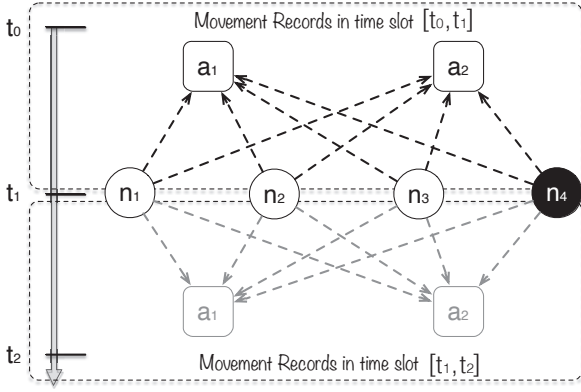 t0
Movement Records in time slot [t0,t1]
a1 a2
t1
n1 n2 n3 n4
a1 a2
t2
Movement Records in time slot [t1,t2]